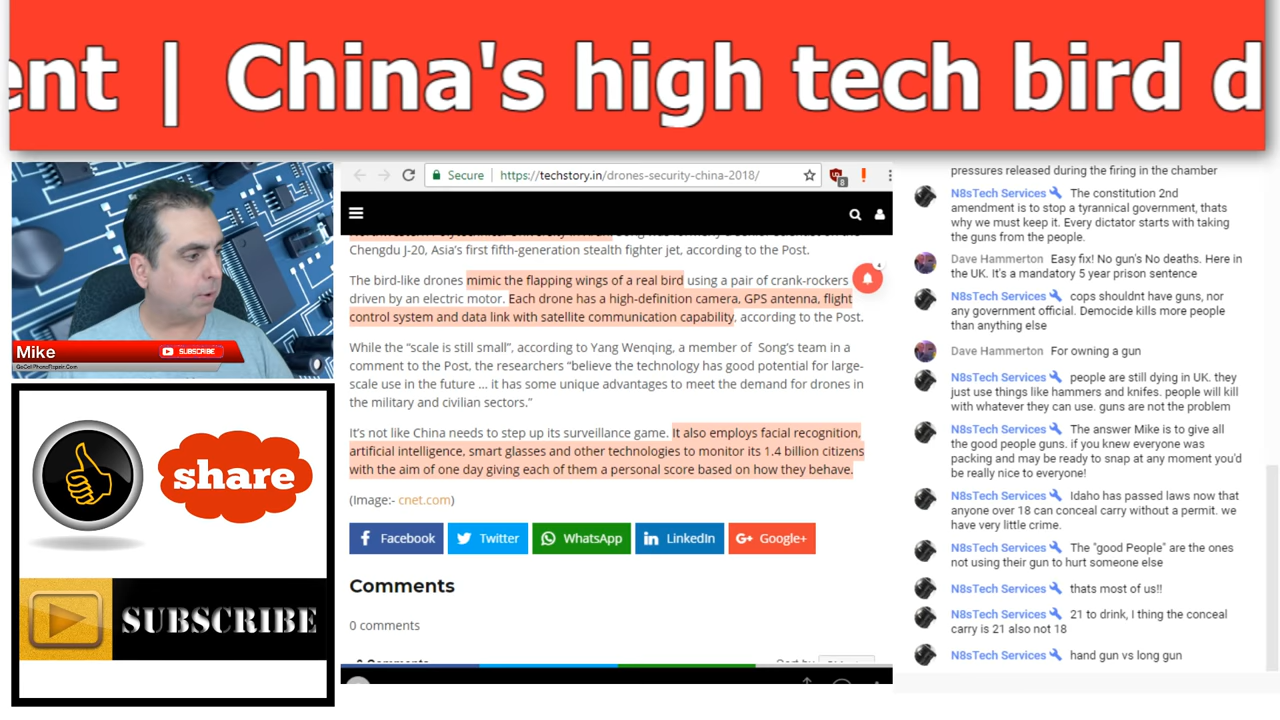 ent | China's high tech bird d
Mike
SUBSCRIBE
GoCellPhoneRepair.Com
share
SUBSCRIBE
Secure | https://techstory.in/drones-security-china-2018/
8
Chengdu J-20, Asia's first fifth-generation stealth fighter jet, according to the Post.
4
The bird-like drones mimic the flapping wings of a real bird using a pair of crank-rockers
driven by an electric motor. Each drone has a high-definition camera, GPS antenna, flight
control system and data link with satellite communication capability, according to the Post.
While the “scale is still small”, according to Yang Wenqing, a member of Song's team in a
comment to the Post, the researchers “believe the technology has good potential for large-
scale use in the future ... it has some unique advantages to meet the demand for drones in
the military and civilian sectors.”
It's not like China needs to step up its surveillance game. It also employs facial recognition,
artificial intelligence, smart glasses and other technologies to monitor its 1.4 billion citizens
with the aim of one day giving each of them a personal score based on how they behave.
(Image:- cnet.com)
Facebook
Twitter
WhatsApp
LinkedIn
Google+
Comments
0 comments
pressures released during the firing in the chamber
N8sTech Services The constitution 2nd
amendment is to stop a tyrannical government, thats
why we must keep it. Every dictator starts with taking
the guns from the people.
Dave Hammerton Easy fix! No gun's No deaths. Here in
the UK. It's a mandatory 5 year prison sentence
N8sTech Services cops shouldnt have guns, nor
any government official. Democide kills more people
than anything else
Dave Hammerton For owning a gun
N8sTech Services people are still dying in UK. they
just use things like hammers and knifes. people will kill
with whatever they can use. guns are not the problem
N8sTech Services The answer Mike is to give all
the good people guns. if you knew everyone was
packing and may be ready to snap at any moment you'd
be really nice to everyone!
N8sTech Services Idaho has passed laws now that
anyone over 18 can conceal carry without a permit. we
have very little crime.
N8sTech Services The "good People" are the ones
not using their gun to hurt someone else
N8sTech Services thats most of us!!
N8sTech Services 21 to drink, I thing the conceal
carry is 21 also not 18
N8sTech Services hand gun vs long gun